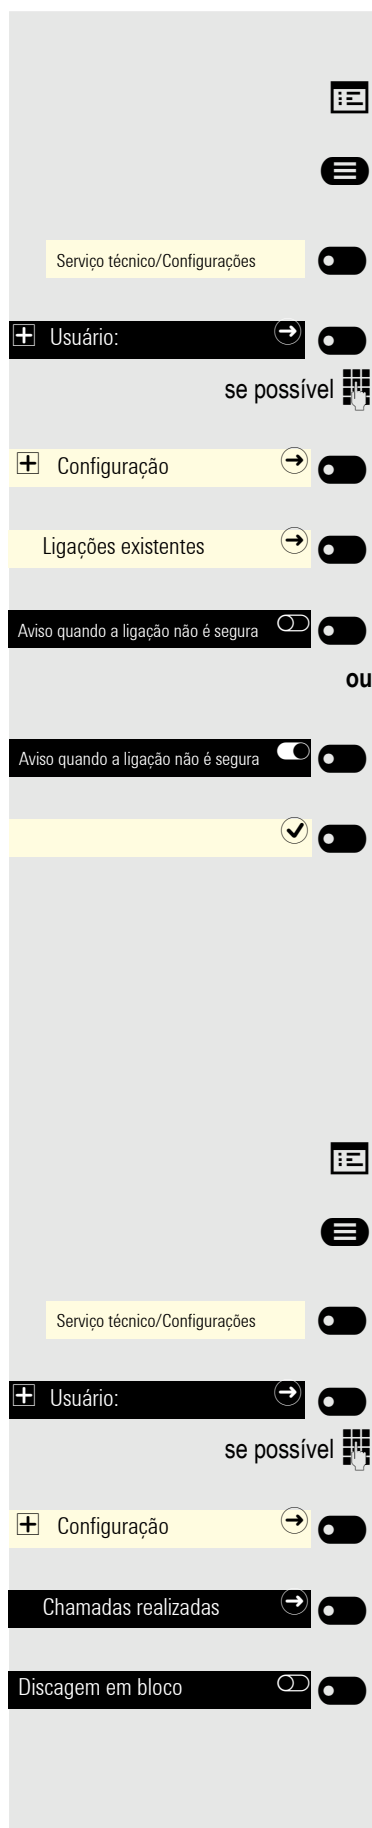 Serviço técnico/Configurações
Usuário:
se possível
Configuração
Ligações existentes
Aviso quando a ligação não é segura
ou
Aviso quando a ligação não é segura
Serviço técnico/Configurações
Usuário:
se possível
Configuração
Chamadas realizadas
Discagem em bloco